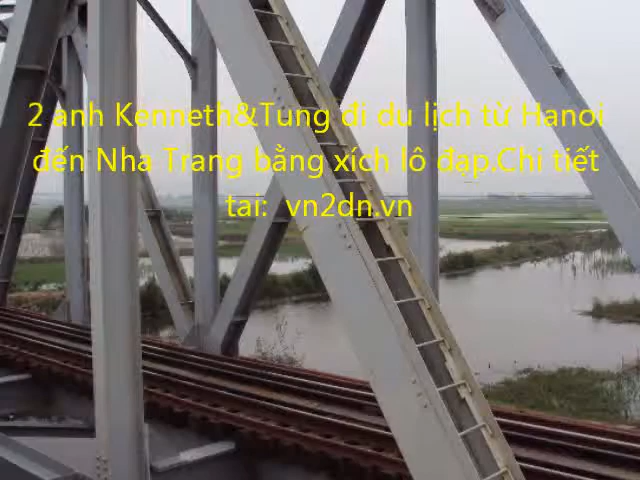 2 anh Kenneth&Tung đi du lịch từ Hanoi
đến Nha Trang bằng xích lô đạp.Chi tiết
tai: vn2dn.vn